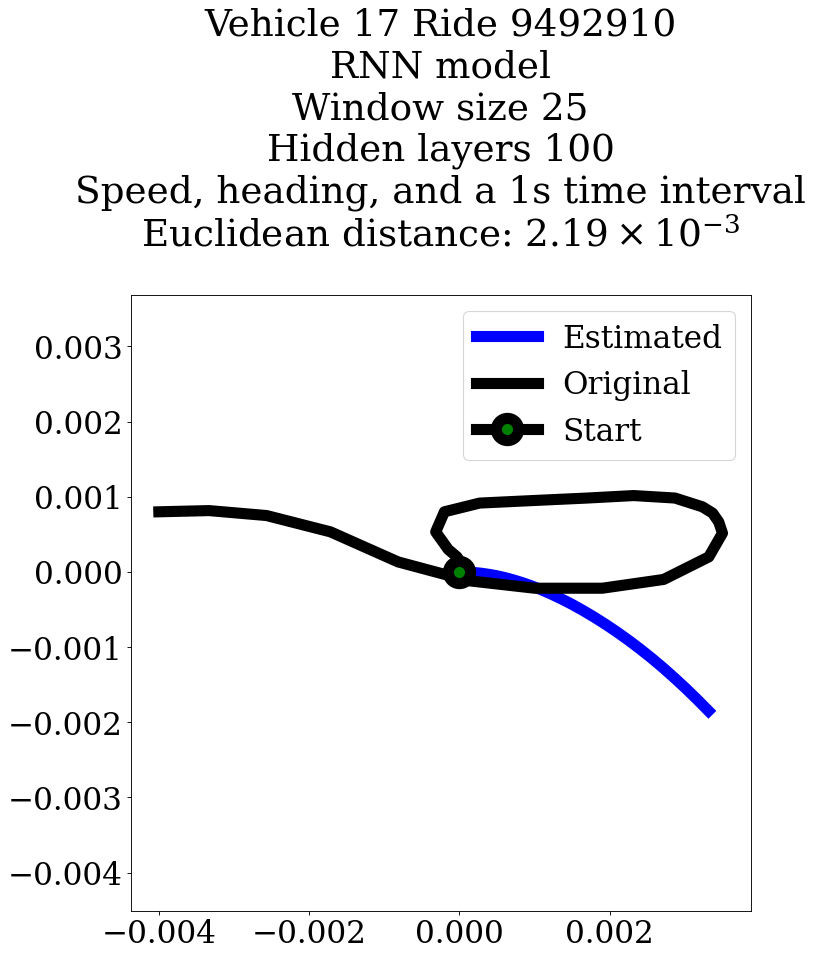 Vehicle 17 Ride 9492910
RNN model
Window size 25
Hidden layers 100
Speed, heading, and a 1s time interval
Euclidean distance: 2.19 × 10⁻³
Estimated
Original
Start
0.003
0.002
0.001
0.000
−0.001
−0.002
−0.003
−0.004
−0.004 −0.002 0.000 0.002